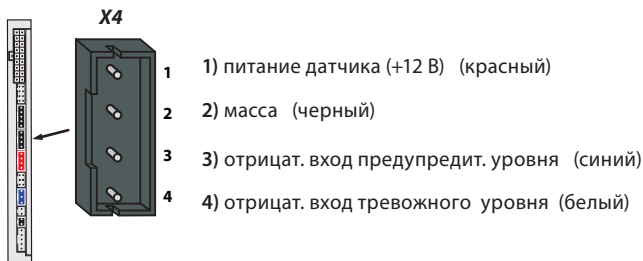 X4
1 1) питание датчика (+12 В) (красный)
2 2) масса (черный)
3 3) отрицат. вход предупредит. уровня (синий)
4 4) отрицат. вход тревожного уровня (белый)